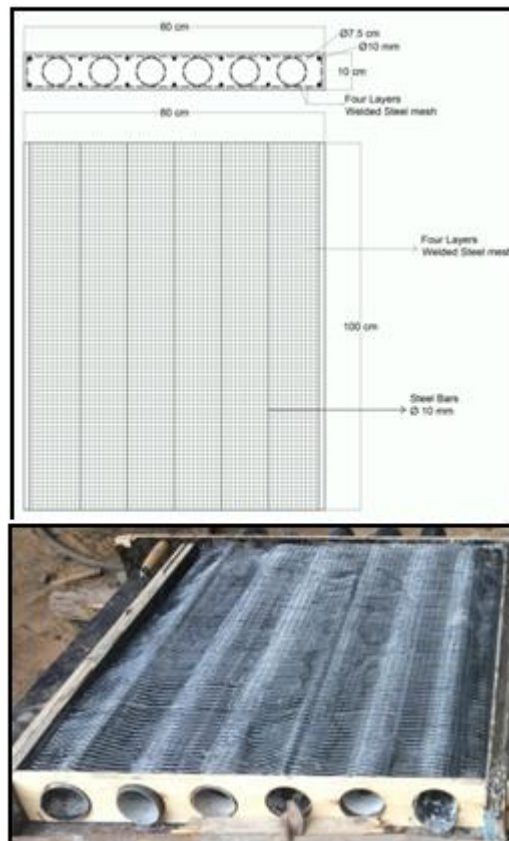 80 cm
Ø7.5 cm
Ø10 mm
10 cm
Four Layers
Welded Steel mesh
80 cm
Four Layers
Welded Steel mesh
100 cm
Steel Bars
Ø 10 mm